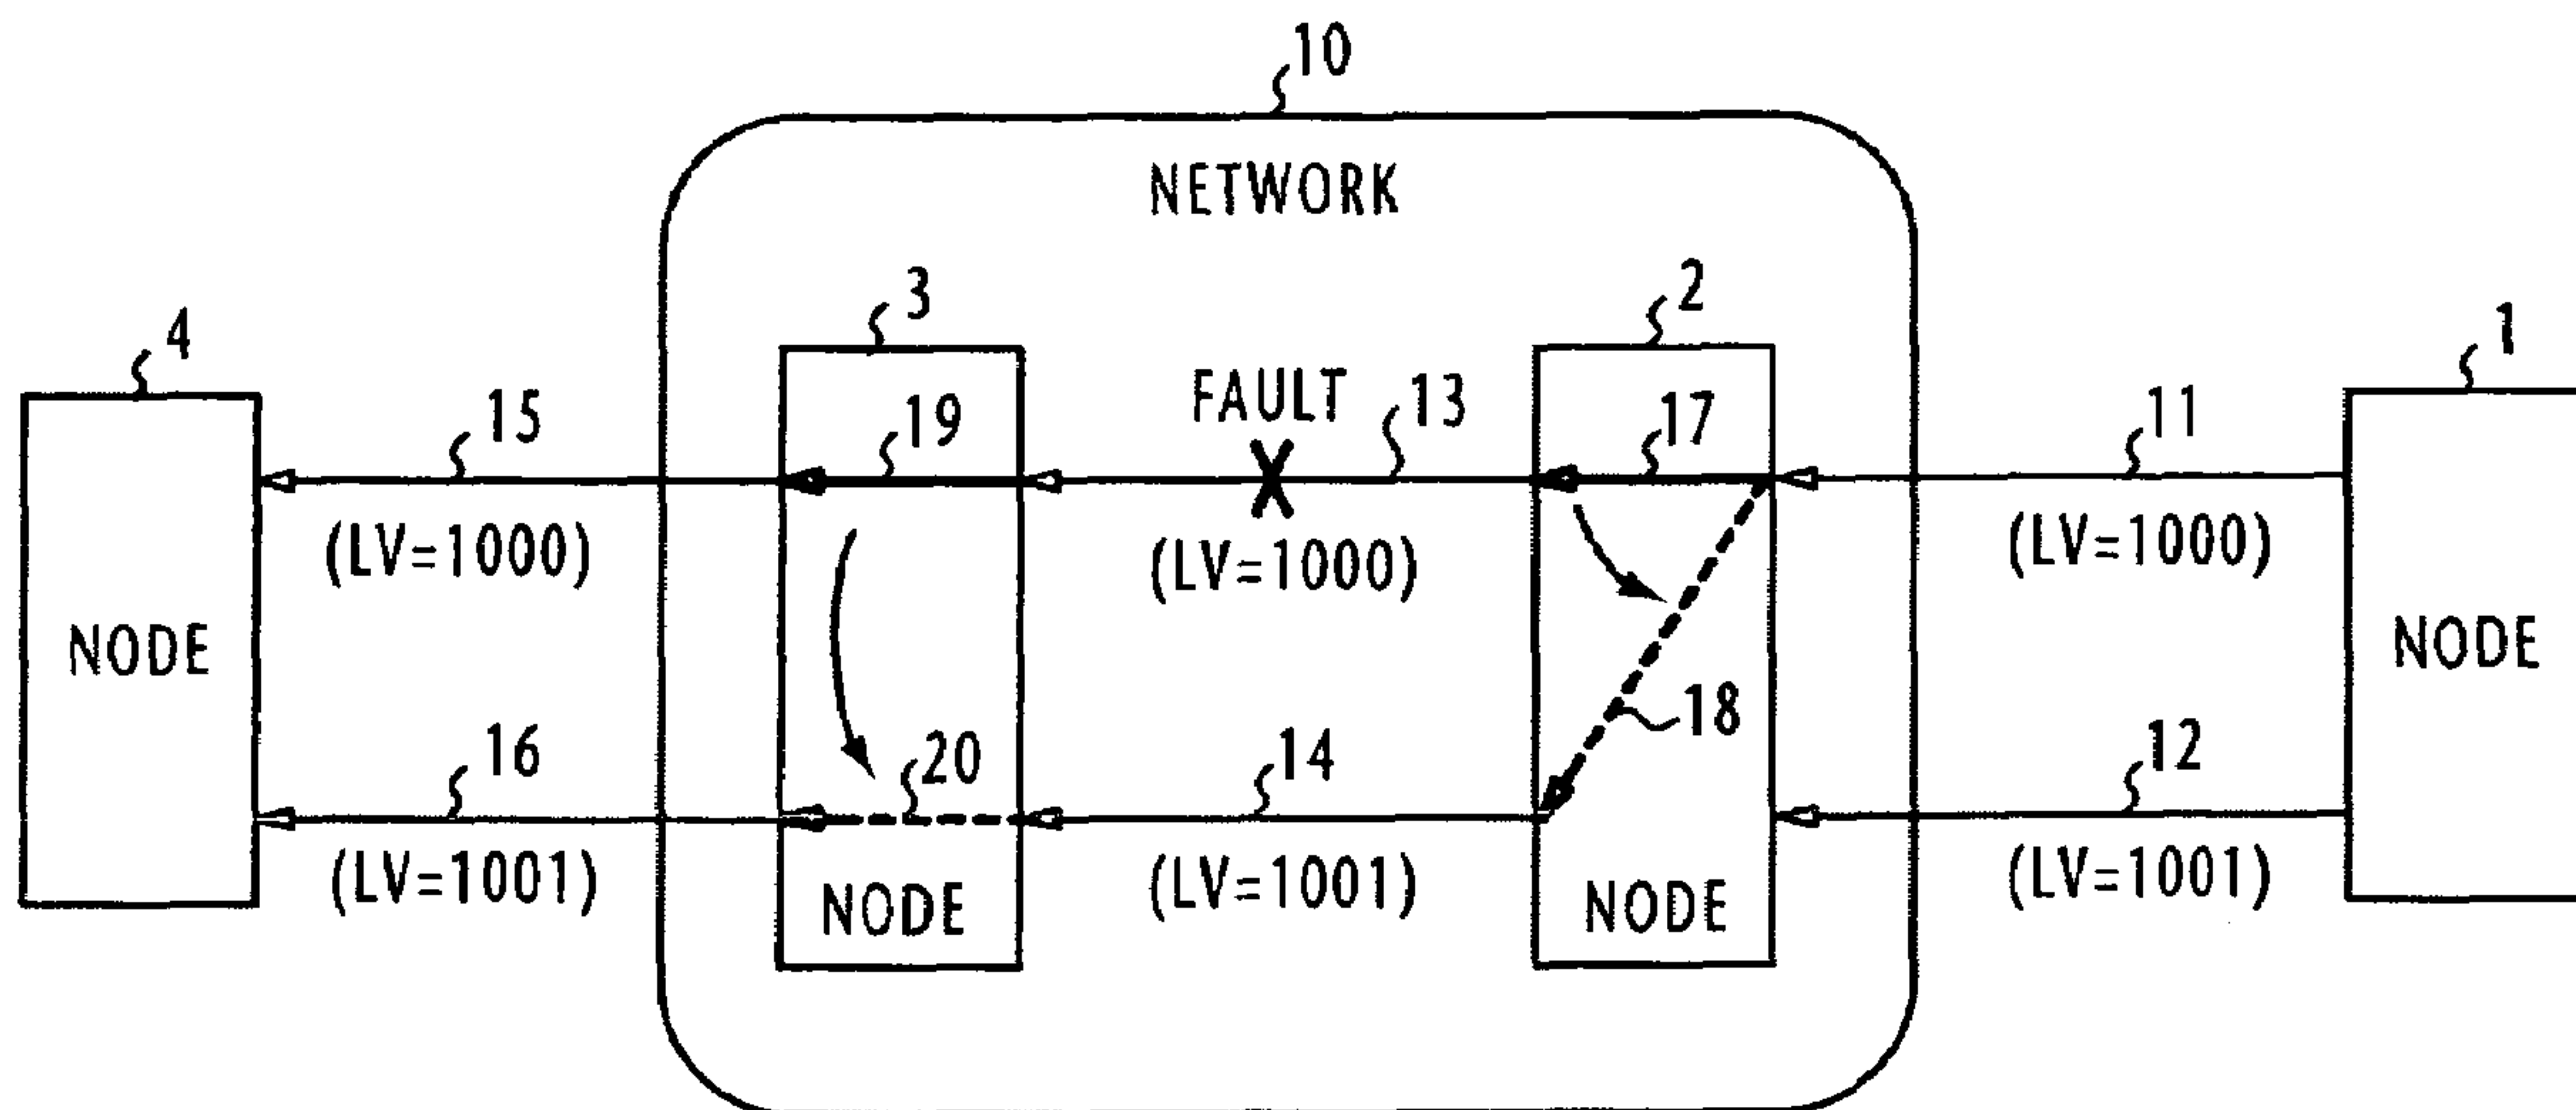 10
NETWORK
4
3
2
1
15
19
FAULT
13
17
11
X
(LV=1000)
(LV=1000)
(LV=1000)
NODE
NODE
16
20
14
18
12
(LV=1001)
NODE
(LV=1001)
NODE
(LV=1001)